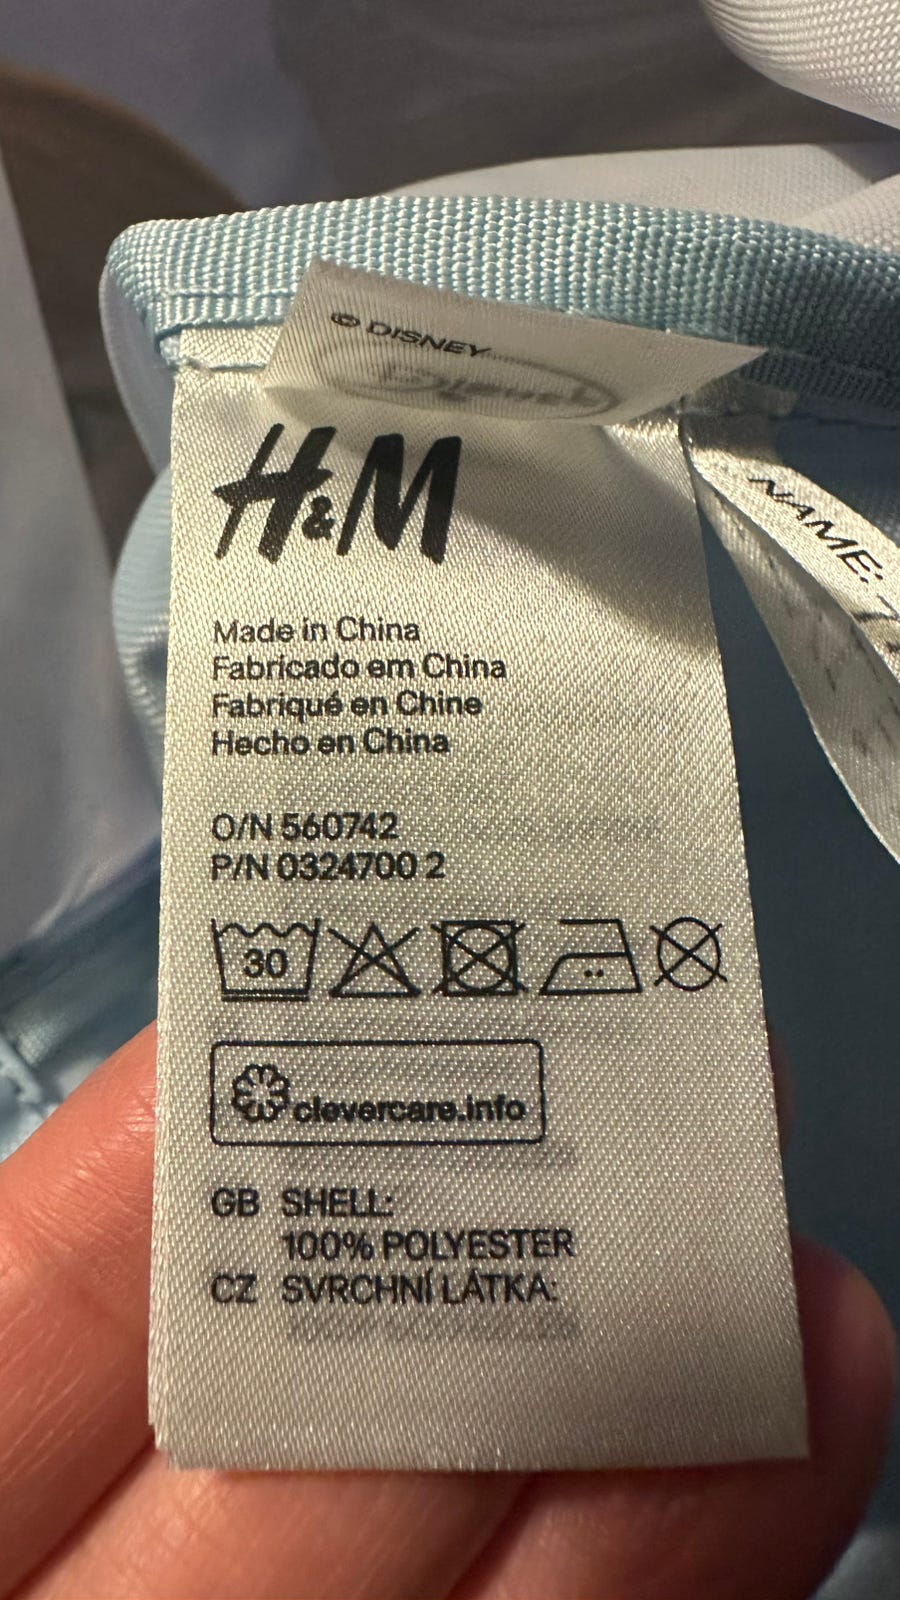 © DISNEY
H&M
Made in China
Fabricado em China
Fabriqué en Chine
Hecho en China
O/N 560742
P/N 0324700 2
30
clevercare.info
GB SHELL:
100% POLYESTER
CZ SVRCHNÍ LÁTKA:
NAME: